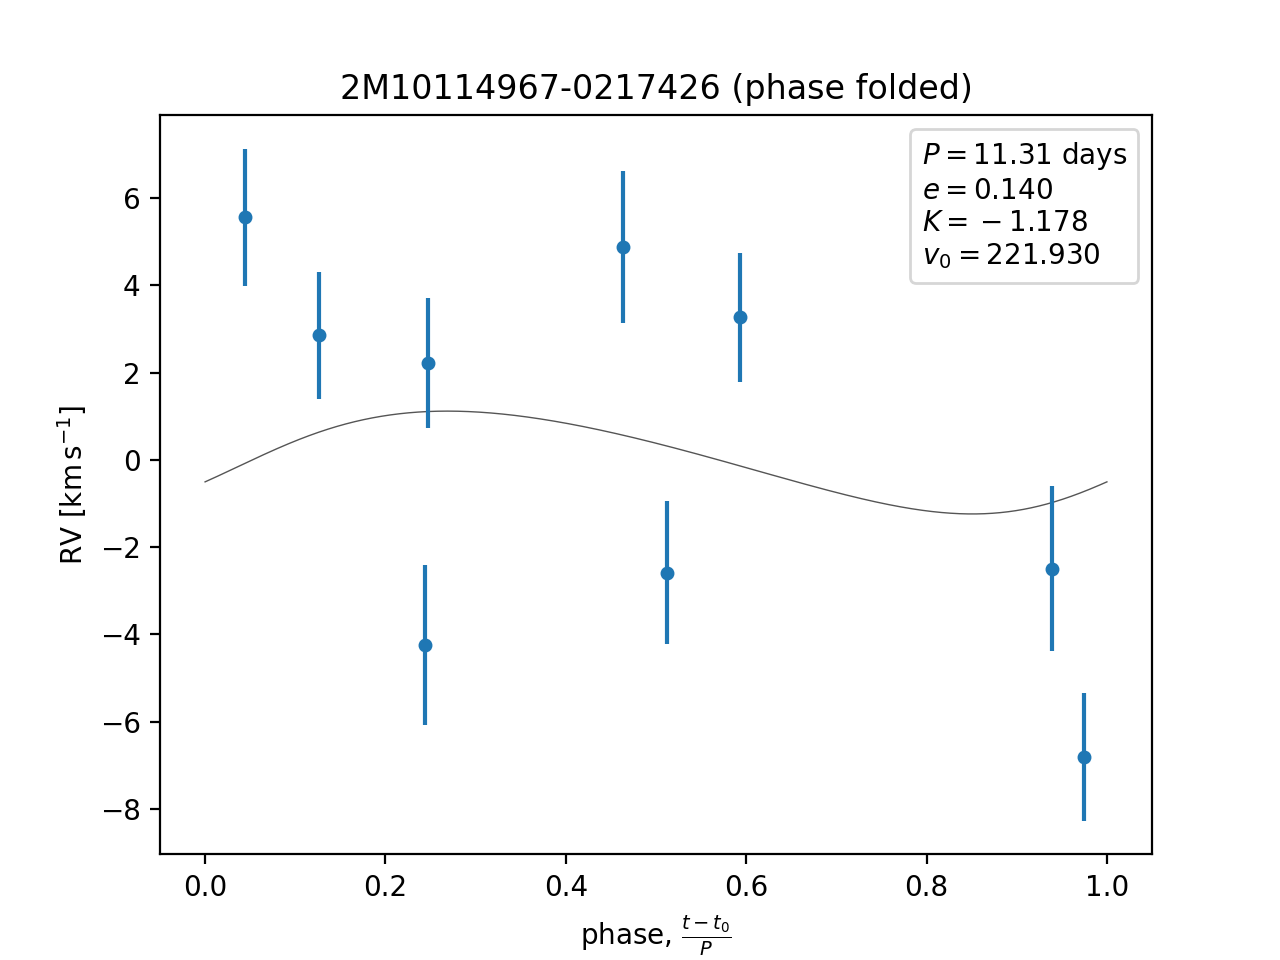 2M10114967-0217426 (phase folded)
P = 11.31 days
e = 0.140
K = −1.178
v₀ = 221.930
RV [km s⁻¹]
6
4
2
0
−2
−4
−6
−8
0.0 0.2 0.4 0.6 0.8 1.0
phase, (t − t₀)/P